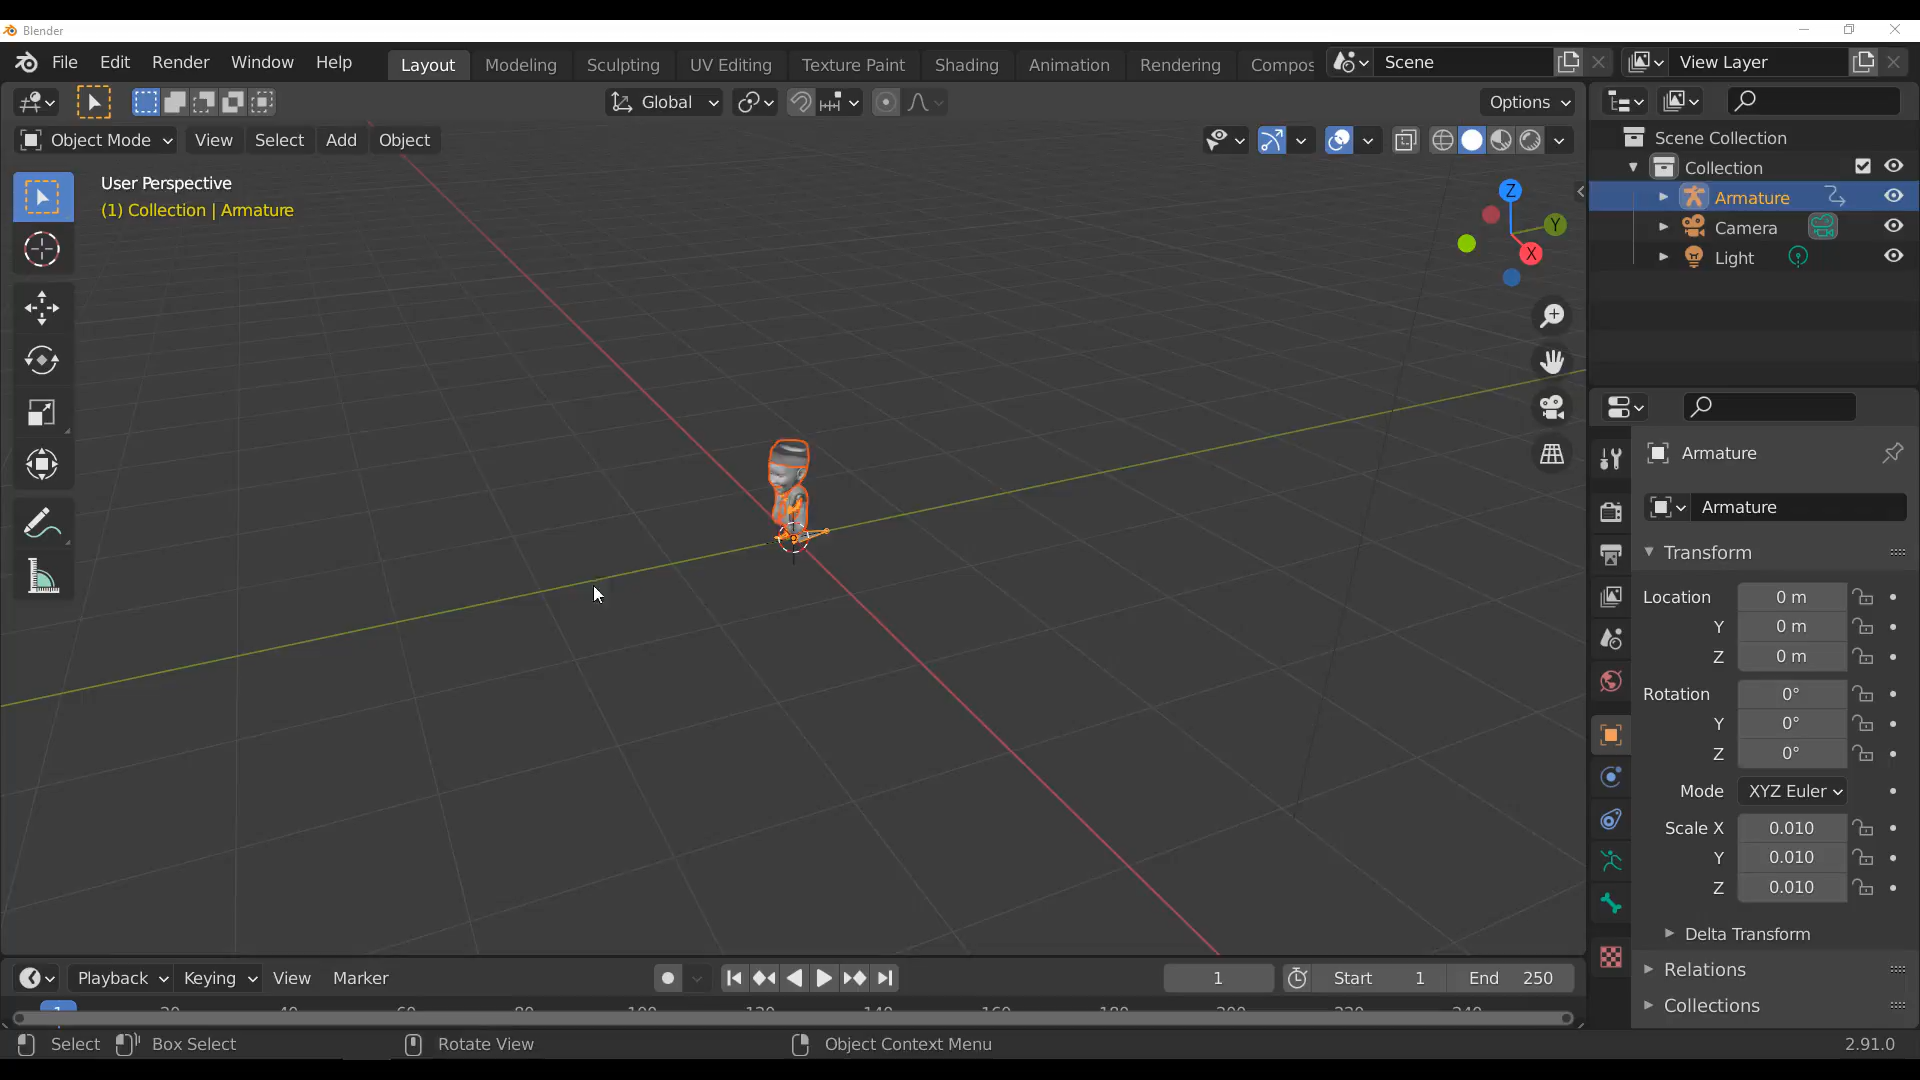 Blender
File Edit Render Window Help Layout Modeling Sculpting UV Editing Texture Paint Shading Animation Rendering Compos Scene View Layer
Global Options
Object Mode View Select Add Object
User Perspective
(1) Collection | Armature
Z
Y
X
Scene Collection
Collection
Armature
Camera
Light
Armature
Armature
Transform
Location 0 m
Y 0 m
Z 0 m
Rotation 0°
Y 0°
Z 0°
Mode XYZ Euler
Scale X 0.010
Y 0.010
Z 0.010
Delta Transform
Relations
Collections
Playback Keying View Marker 1 Start 1 End 250
1 20 40 60 80 100 120 140 160 180 200 220 240
Select Box Select Rotate View Object Context Menu 2.91.0